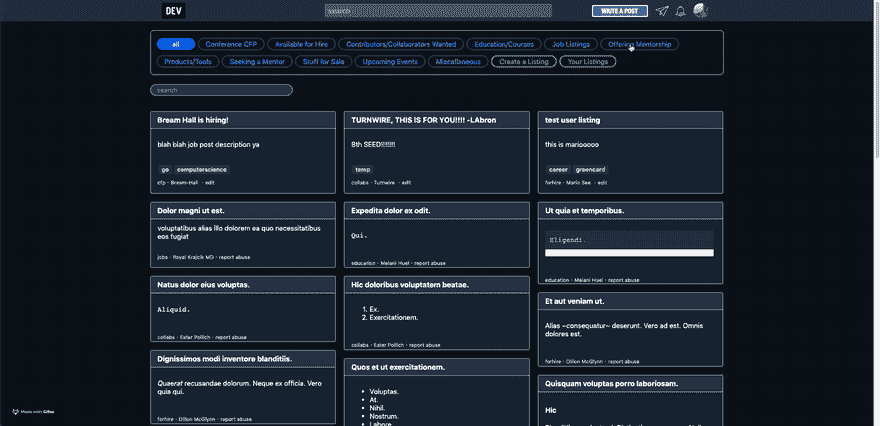 DEV
search
WRITE A POST
all
Conference CFP
Available for Hire
Contributors/Collaborators Wanted
Education/Courses
Job Listings
Offering Mentorship
Products/Tools
Seeking a Mentor
Stuff for Sale
Upcoming Events
Miscellaneous
Create a Listing
Your Listings
search
Bream Hall is hiring!
blah blah job post description ya
go computerscience
cfp · Bream-Hall · edit
TURNWIRE, THIS IS FOR YOU!!!! -LAbron
8th SEED!!!!!!!
temp
collabs · Turnwire · edit
test user listing
this is mariooooo
career greencard
forhire · Mario See · edit
Dolor magni ut est.
voluptatibus alias illo dolorem ea quo necessitatibus
eos fugiat
jobs · Royal Krajcik MD · report abuse
Expedita dolor ex odit.
Qui.
education · Melani Huel · report abuse
Ut quia et temporibus.
Eligendi.
education · Melani Huel · report abuse
Natus dolor eius voluptas.
Aliquid.
collabs · Ester Pollich · report abuse
Hic doloribus voluptatem beatae.
1. Ex.
2. Exercitationem.
collabs · Ester Pollich · report abuse
Et aut veniam ut.
Alias ~consequatur~ deserunt. Vero ad est. Omnis
dolores est.
forhire · Dillon McGlynn · report abuse
Dignissimos modi inventore blanditiis.
Quaerat recusandae dolorum. Neque ex officia. Vero
quia qui.
forhire · Dillon McGlynn · report abuse
Quos et ut exercitationem.
• Voluptas.
• At.
• Nihil.
• Nostrum.
• Labore.
Quisquam voluptas porro laboriosam.
Hic
Made with Gifox